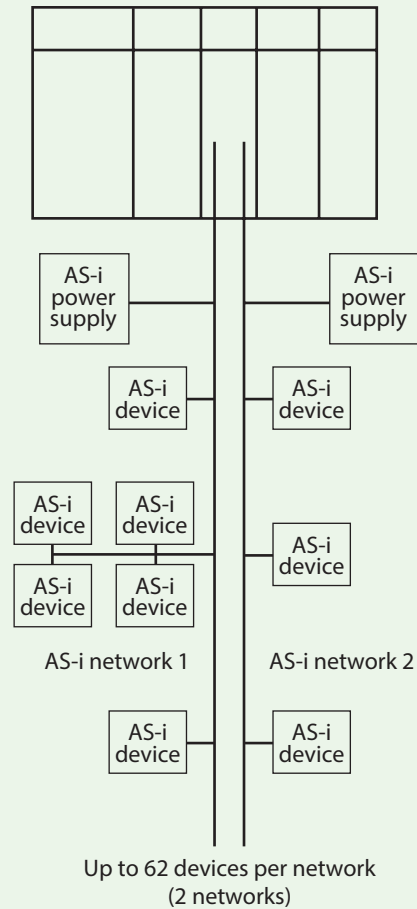 AS-i
power
supply
AS-i
power
supply
AS-i
device
AS-i
device
AS-i
device
AS-i
device
AS-i
device
AS-i
device
AS-i
device
AS-i network 1
AS-i network 2
AS-i
device
AS-i
device
Up to 62 devices per network
(2 networks)